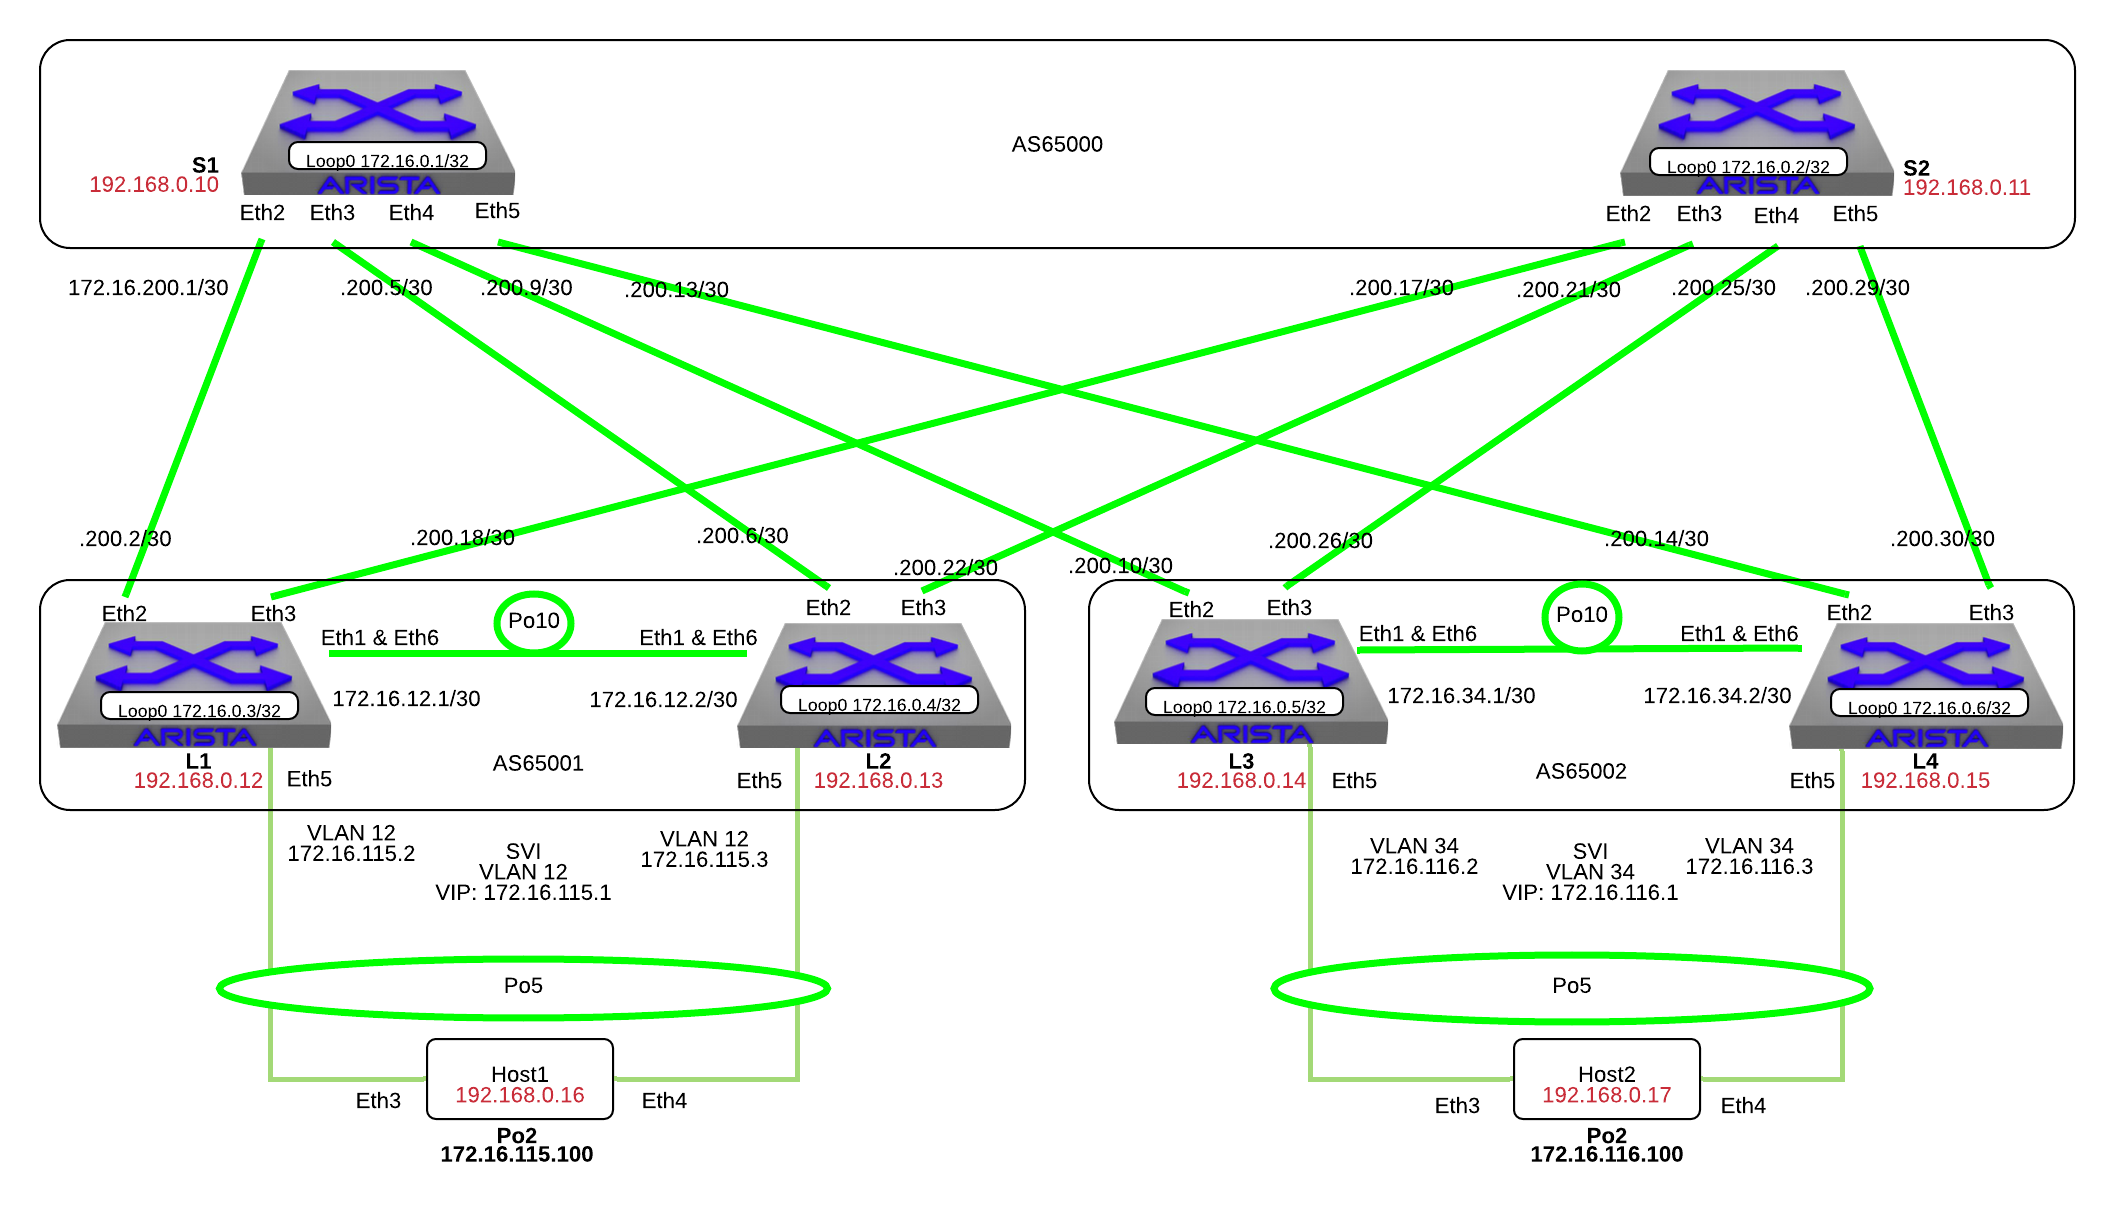 AS65000
Loop0 172.16.0.1/32
ARISTA
S1
192.168.0.10
Eth2
Eth3
Eth4
Eth5
Loop0 172.16.0.2/32
ARISTA
S2
192.168.0.11
Eth2
Eth3
Eth4
Eth5
172.16.200.1/30
.200.5/30
.200.9/30
.200.13/30
.200.17/30
.200.21/30
.200.25/30
.200.29/30
.200.2/30
.200.18/30
.200.6/30
.200.22/30
.200.10/30
.200.26/30
.200.14/30
.200.30/30
Eth2
Eth3
Po10
Eth1 & Eth6
Eth1 & Eth6
Eth2
Eth3
Loop0 172.16.0.3/32
ARISTA
172.16.12.1/30
172.16.12.2/30
Loop0 172.16.0.4/32
ARISTA
L1
192.168.0.12
Eth5
AS65001
Eth5
L2
192.168.0.13
Eth2
Eth3
Po10
Eth1 & Eth6
Eth1 & Eth6
Eth2
Eth3
Loop0 172.16.0.5/32
ARISTA
172.16.34.1/30
172.16.34.2/30
Loop0 172.16.0.6/32
ARISTA
L3
192.168.0.14
Eth5
AS65002
Eth5
L4
192.168.0.15
VLAN 12
172.16.115.2
SVI
VLAN 12
VIP: 172.16.115.1
VLAN 12
172.16.115.3
VLAN 34
172.16.116.2
SVI
VLAN 34
VIP: 172.16.116.1
VLAN 34
172.16.116.3
Po5
Po5
Host1
192.168.0.16
Eth3
Eth4
Po2
172.16.115.100
Host2
192.168.0.17
Eth3
Eth4
Po2
172.16.116.100